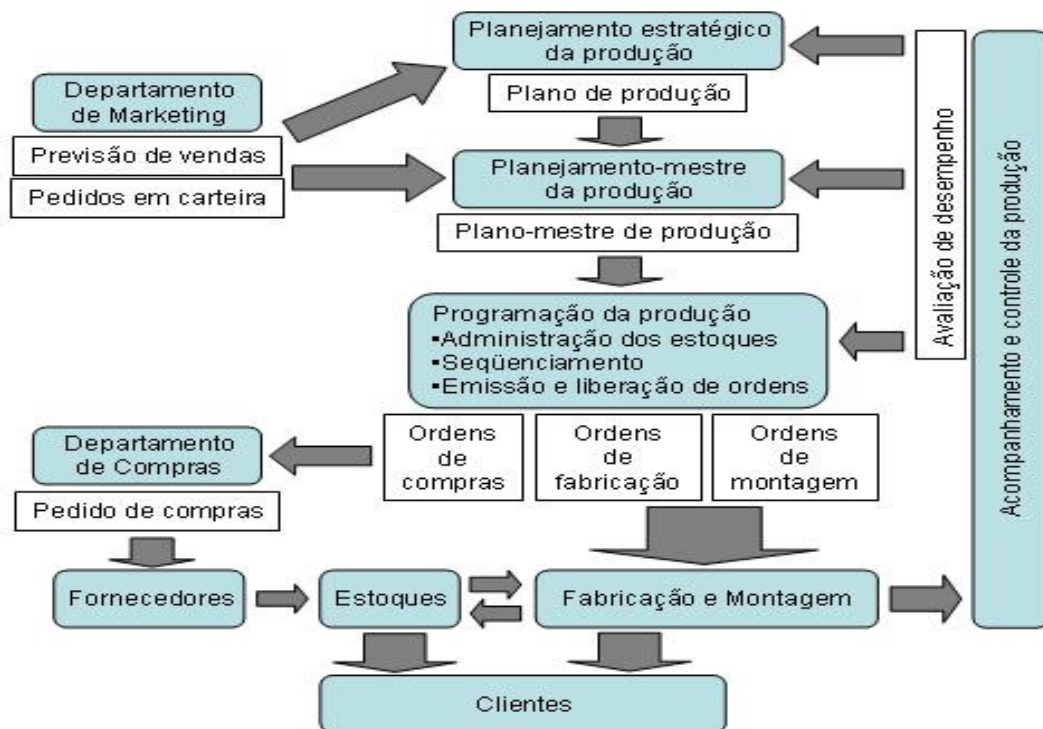 Planejamento estratégico
da produção
Plano de produção
Departamento
de Marketing
Previsão de vendas
Pedidos em carteira
Planejamento-mestre
da produção
Plano-mestre de produção
Programação da produção
▪Administração dos estoques
▪Seqüenciamento
▪Emissão e liberação de ordens
Avaliação de desempenho
Acompanhamento e controle da produção
Ordens
de
compras
Ordens
de
fabricação
Ordens
de
montagem
Departamento
de Compras
Pedido de compras
Fornecedores
Estoques
Fabricação e Montagem
Clientes